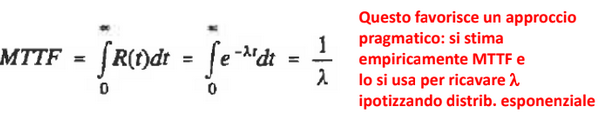 MTTF = ∫₀^∞ R(t)dt = ∫₀^∞ e^{-λt} dt = 1/λ
Questo favorisce un approccio
pragmatico: si stima
empiricamente MTTF e
lo si usa per ricavare λ
ipotizzando distrib. esponenziale